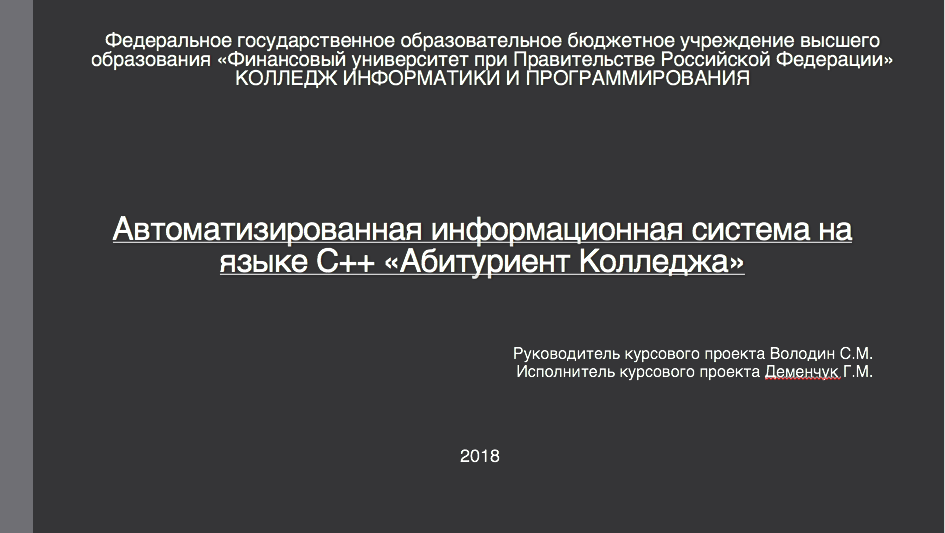 Федеральное государственное образовательное бюджетное учреждение высшего
образования «Финансовый университет при Правительстве Российской Федерации»
КОЛЛЕДЖ ИНФОРМАТИКИ И ПРОГРАММИРОВАНИЯ
Автоматизированная информационная система на
языке С++ «Абитуриент Колледжа»
Руководитель курсового проекта Володин С.М.
Исполнитель курсового проекта Деменчук Г.М.
2018